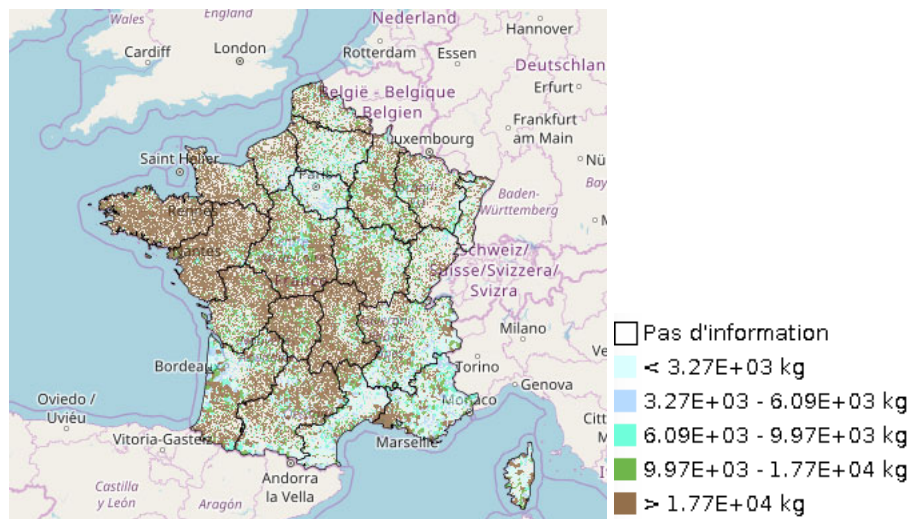 Wales
England
Nederland
Hannover
Cardiff
London
Rotterdam
Essen
Deutschlan
België - Belgique
Belgien
Erfurt
Frankfurt
am Main
Luxembourg
Saint Helier
Paris
Nü
Bay
Baden-
Württemberg
Rennes
Nantes
Schweiz/
Suisse/Svizzera/
Svizra
France
Milano
Ve
Bordeaux
Torino
Genova
Oviedo /
Uviéu
Monaco
Citt
Vitoria-Gasteiz
Marseille
Andorra
la Vella
Castilla
y León
Aragón
Pas d'information
< 3.27E+03 kg
3.27E+03 - 6.09E+03 kg
6.09E+03 - 9.97E+03 kg
9.97E+03 - 1.77E+04 kg
> 1.77E+04 kg